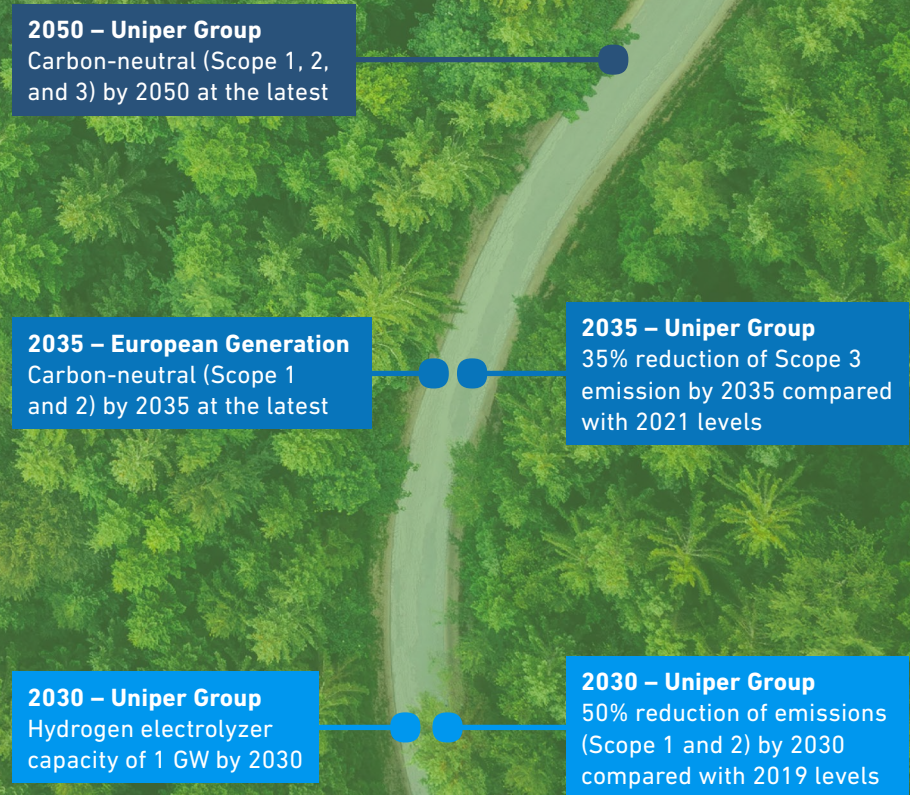 2050 – Uniper Group
Carbon-neutral (Scope 1, 2,
and 3) by 2050 at the latest
2035 – European Generation
Carbon-neutral (Scope 1
and 2) by 2035 at the latest
2035 – Uniper Group
35% reduction of Scope 3
emission by 2035 compared
with 2021 levels
2030 – Uniper Group
Hydrogen electrolyzer
capacity of 1 GW by 2030
2030 – Uniper Group
50% reduction of emissions
(Scope 1 and 2) by 2030
compared with 2019 levels